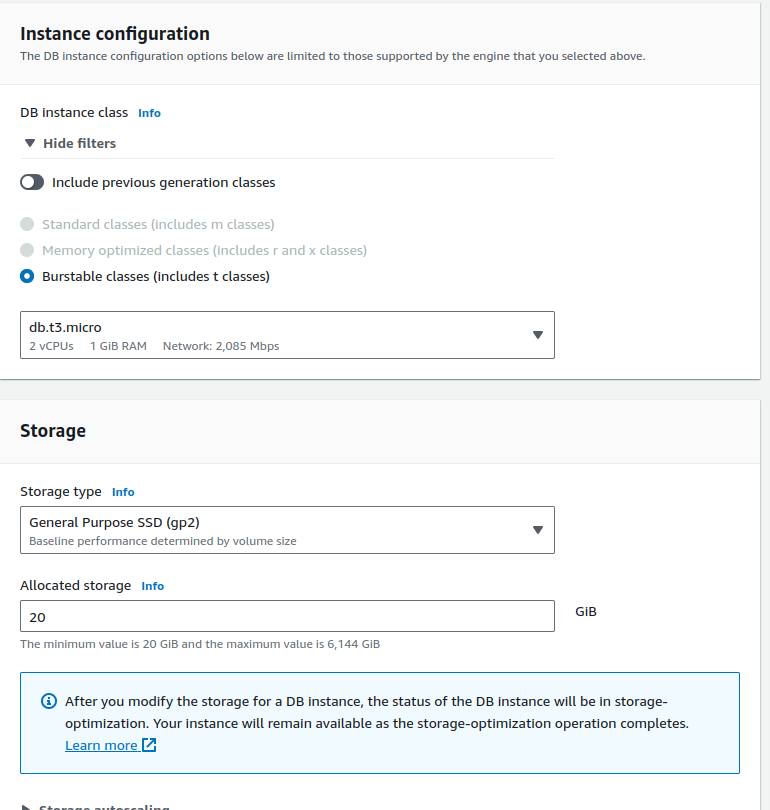 Instance configuration
The DB instance configuration options below are limited to those supported by the engine that you selected above.
DB instance class Info
Hide filters
Include previous generation classes
Standard classes (includes m classes)
Memory optimized classes (includes r and x classes)
Burstable classes (includes t classes)
db.t3.micro
2 vCPUs 1 GiB RAM Network: 2,085 Mbps
Storage
Storage type Info
General Purpose SSD (gp2)
Baseline performance determined by volume size
Allocated storage Info
20 GiB
The minimum value is 20 GiB and the maximum value is 6,144 GiB
After you modify the storage for a DB instance, the status of the DB instance will be in storage-
optimization. Your instance will remain available as the storage-optimization operation completes.
Learn more
Storage autoscaling